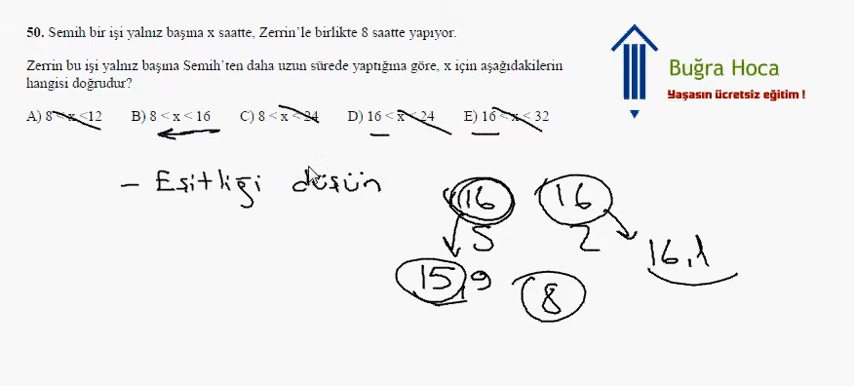 50. Semih bir işi yalnız başına x saatte, Zerrin'le birlikte 8 saatte yapıyor.
Zerrin bu işi yalnız başına Semih'ten daha uzun sürede yaptığına göre, x için aşağıdakilerin
hangisi doğrudur?
A) 8 < x < 12 B) 8 < x < 16 C) 8 < x < 24 D) 16 < x < 24 E) 16 < x < 32
Buğra Hoca
Yaşasın ücretsiz eğitim !
- Eşitliği düşün
16 16
S Z
16,1
15,9 8